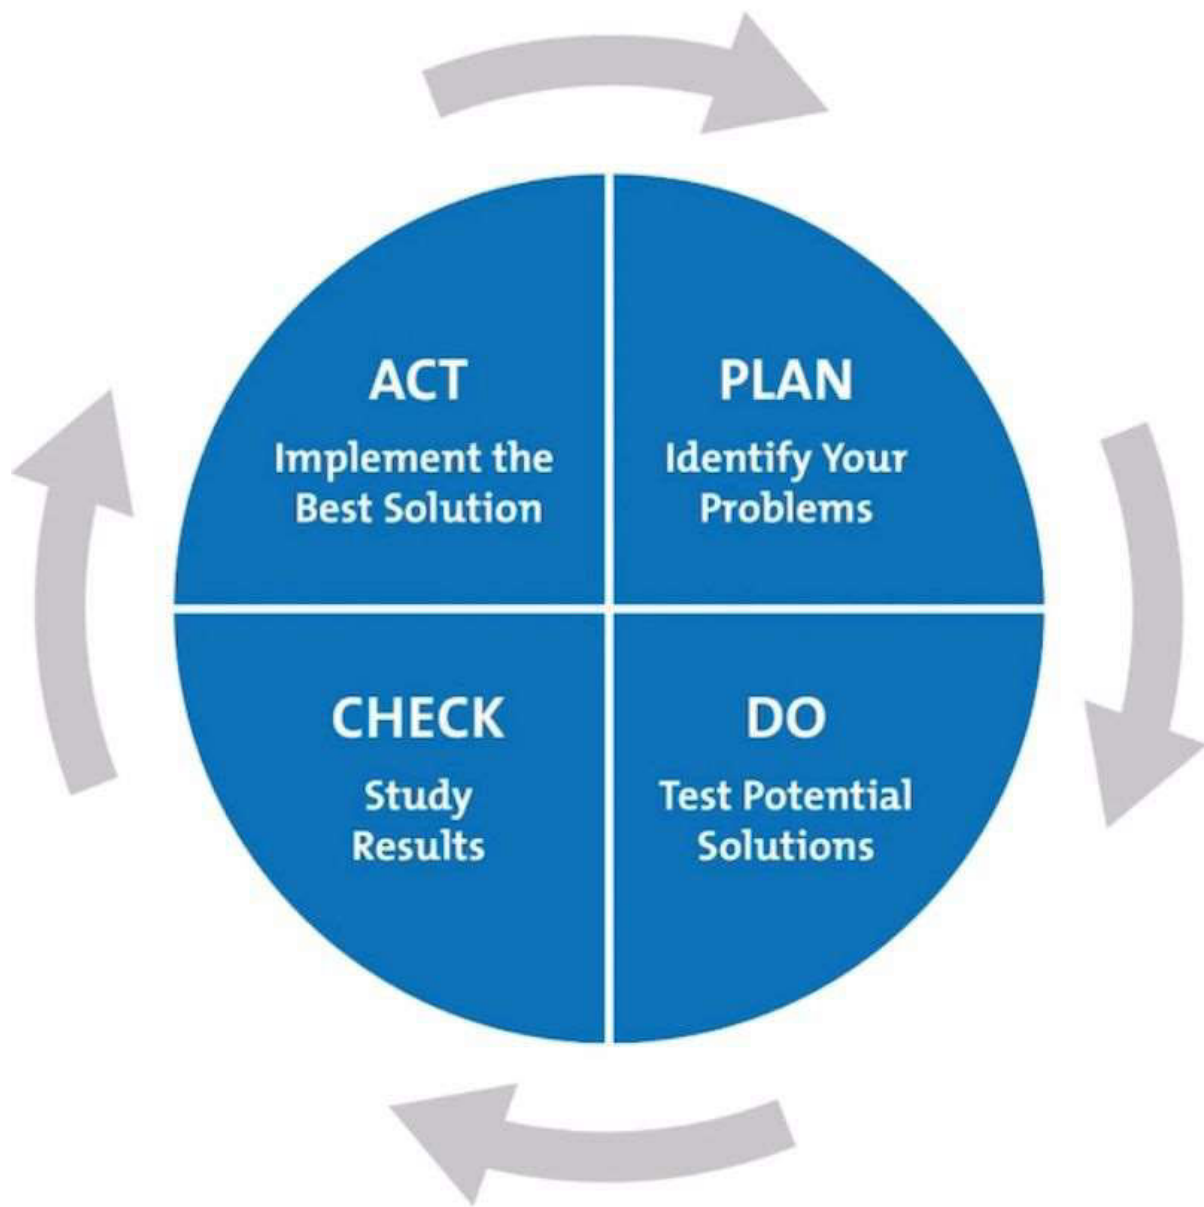 ACT
Implement the
Best Solution
PLAN
Identify Your
Problems
CHECK
Study
Results
DO
Test Potential
Solutions